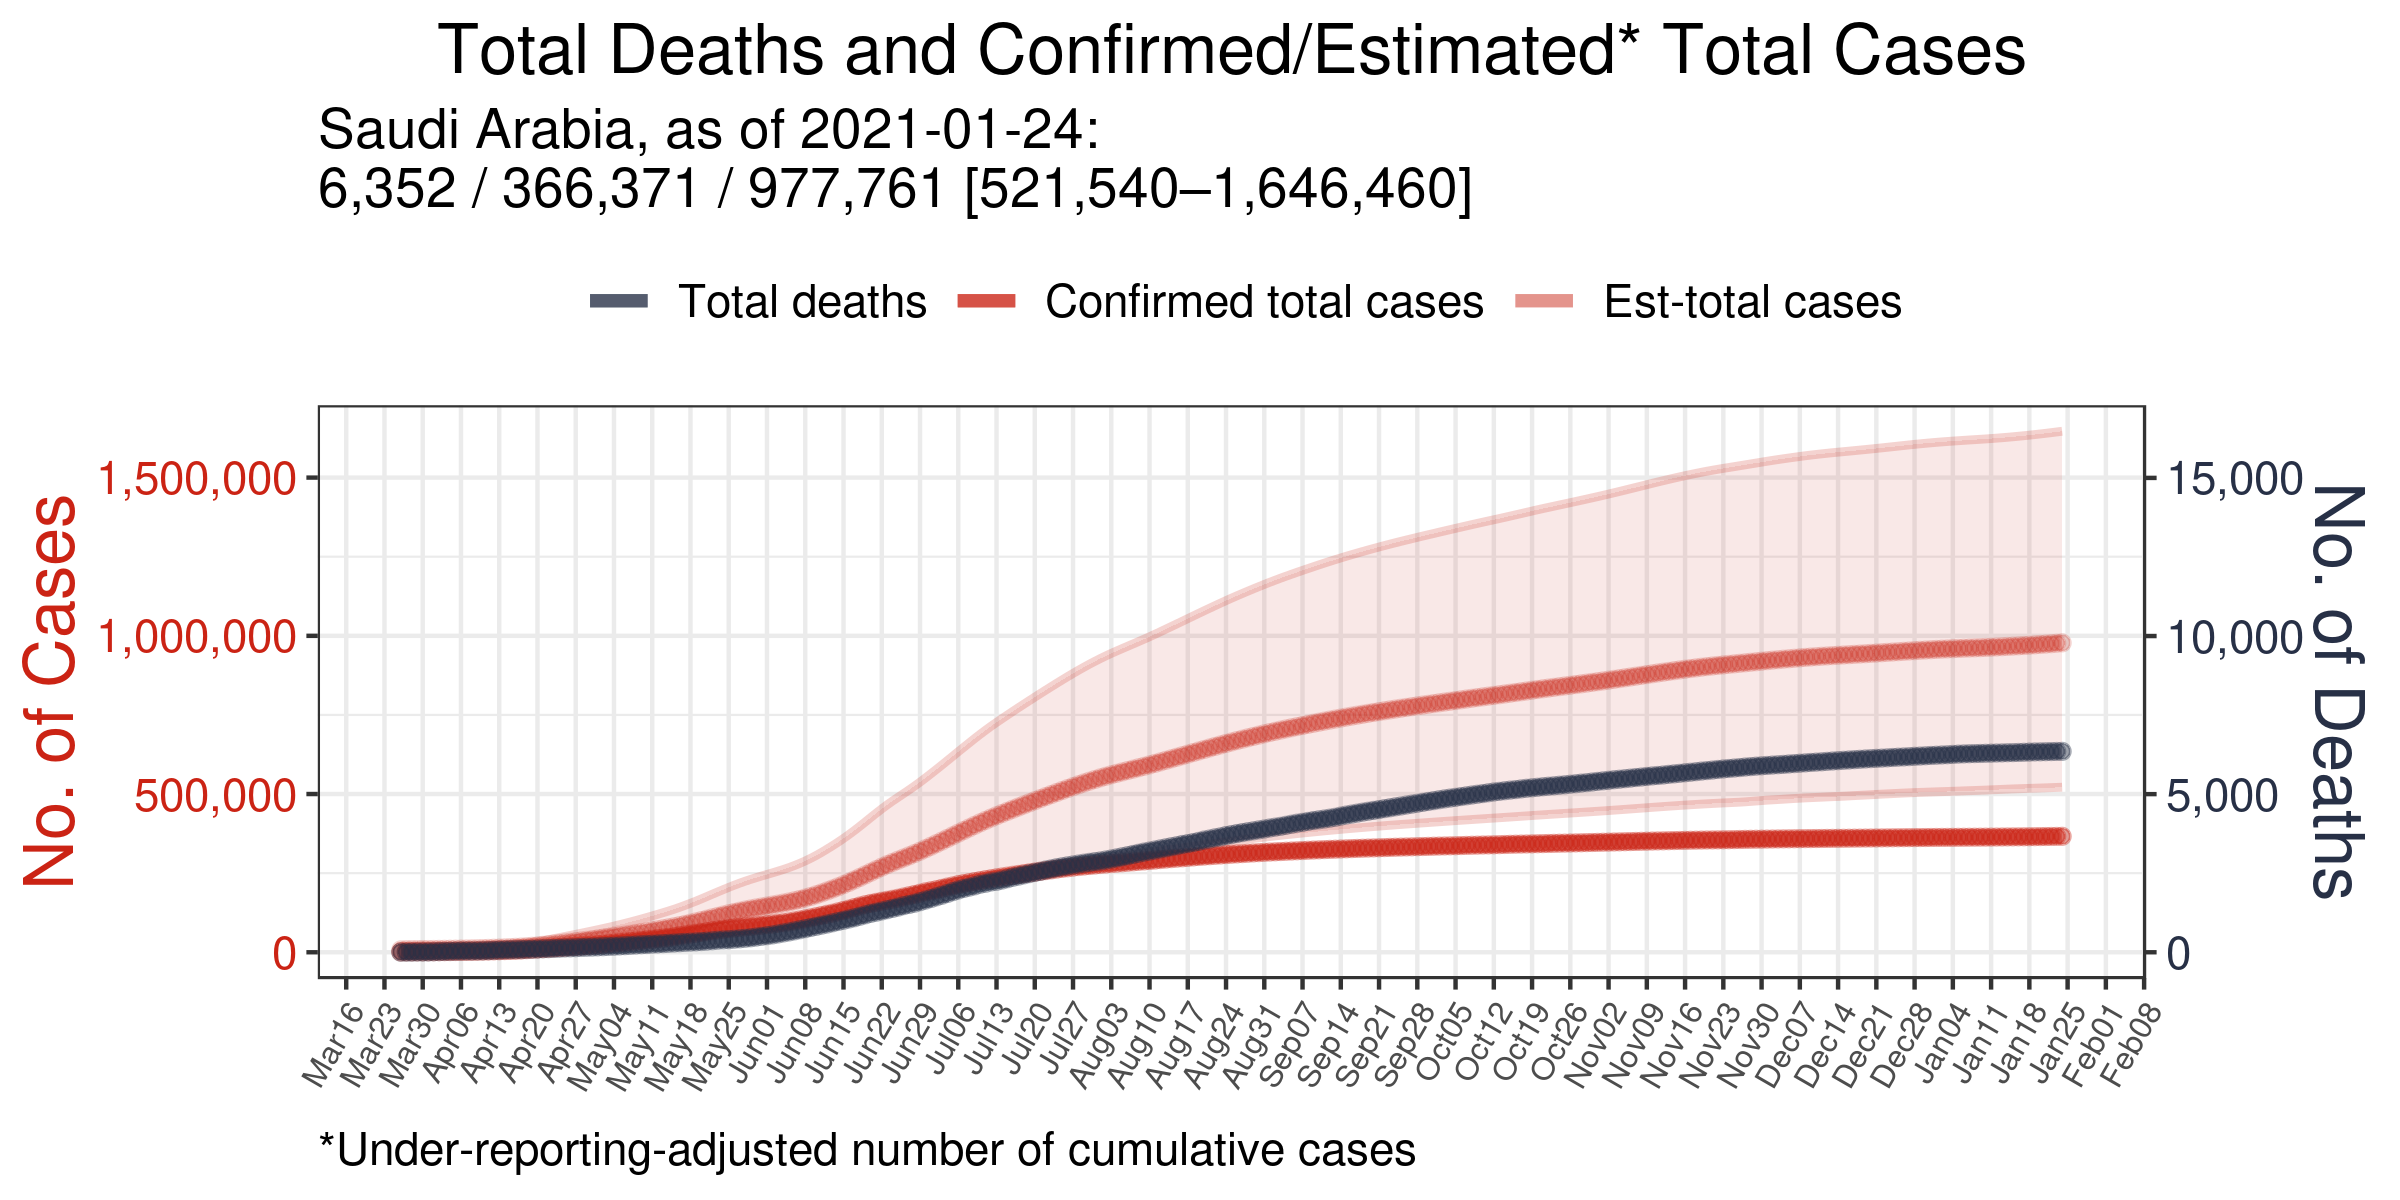 Total Deaths and Confirmed/Estimated* Total Cases
Saudi Arabia, as of 2021-01-24:
6,352 / 366,371 / 977,761 [521,540–1,646,460]
Total deaths
Confirmed total cases
Est-total cases
No. of Cases
1,500,000
1,000,000
500,000
0
15,000
10,000
5,000
0
No. of Deaths
Mar16
Mar23
Mar30
Apr06
Apr13
Apr20
Apr27
May04
May11
May18
May25
Jun01
Jun08
Jun15
Jun22
Jun29
Jul06
Jul13
Jul20
Jul27
Aug03
Aug10
Aug17
Aug24
Aug31
Sep07
Sep14
Sep21
Sep28
Oct05
Oct12
Oct19
Oct26
Nov02
Nov09
Nov16
Nov23
Nov30
Dec07
Dec14
Dec21
Dec28
Jan04
Jan11
Jan18
Jan25
Feb01
Feb08
*Under-reporting-adjusted number of cumulative cases